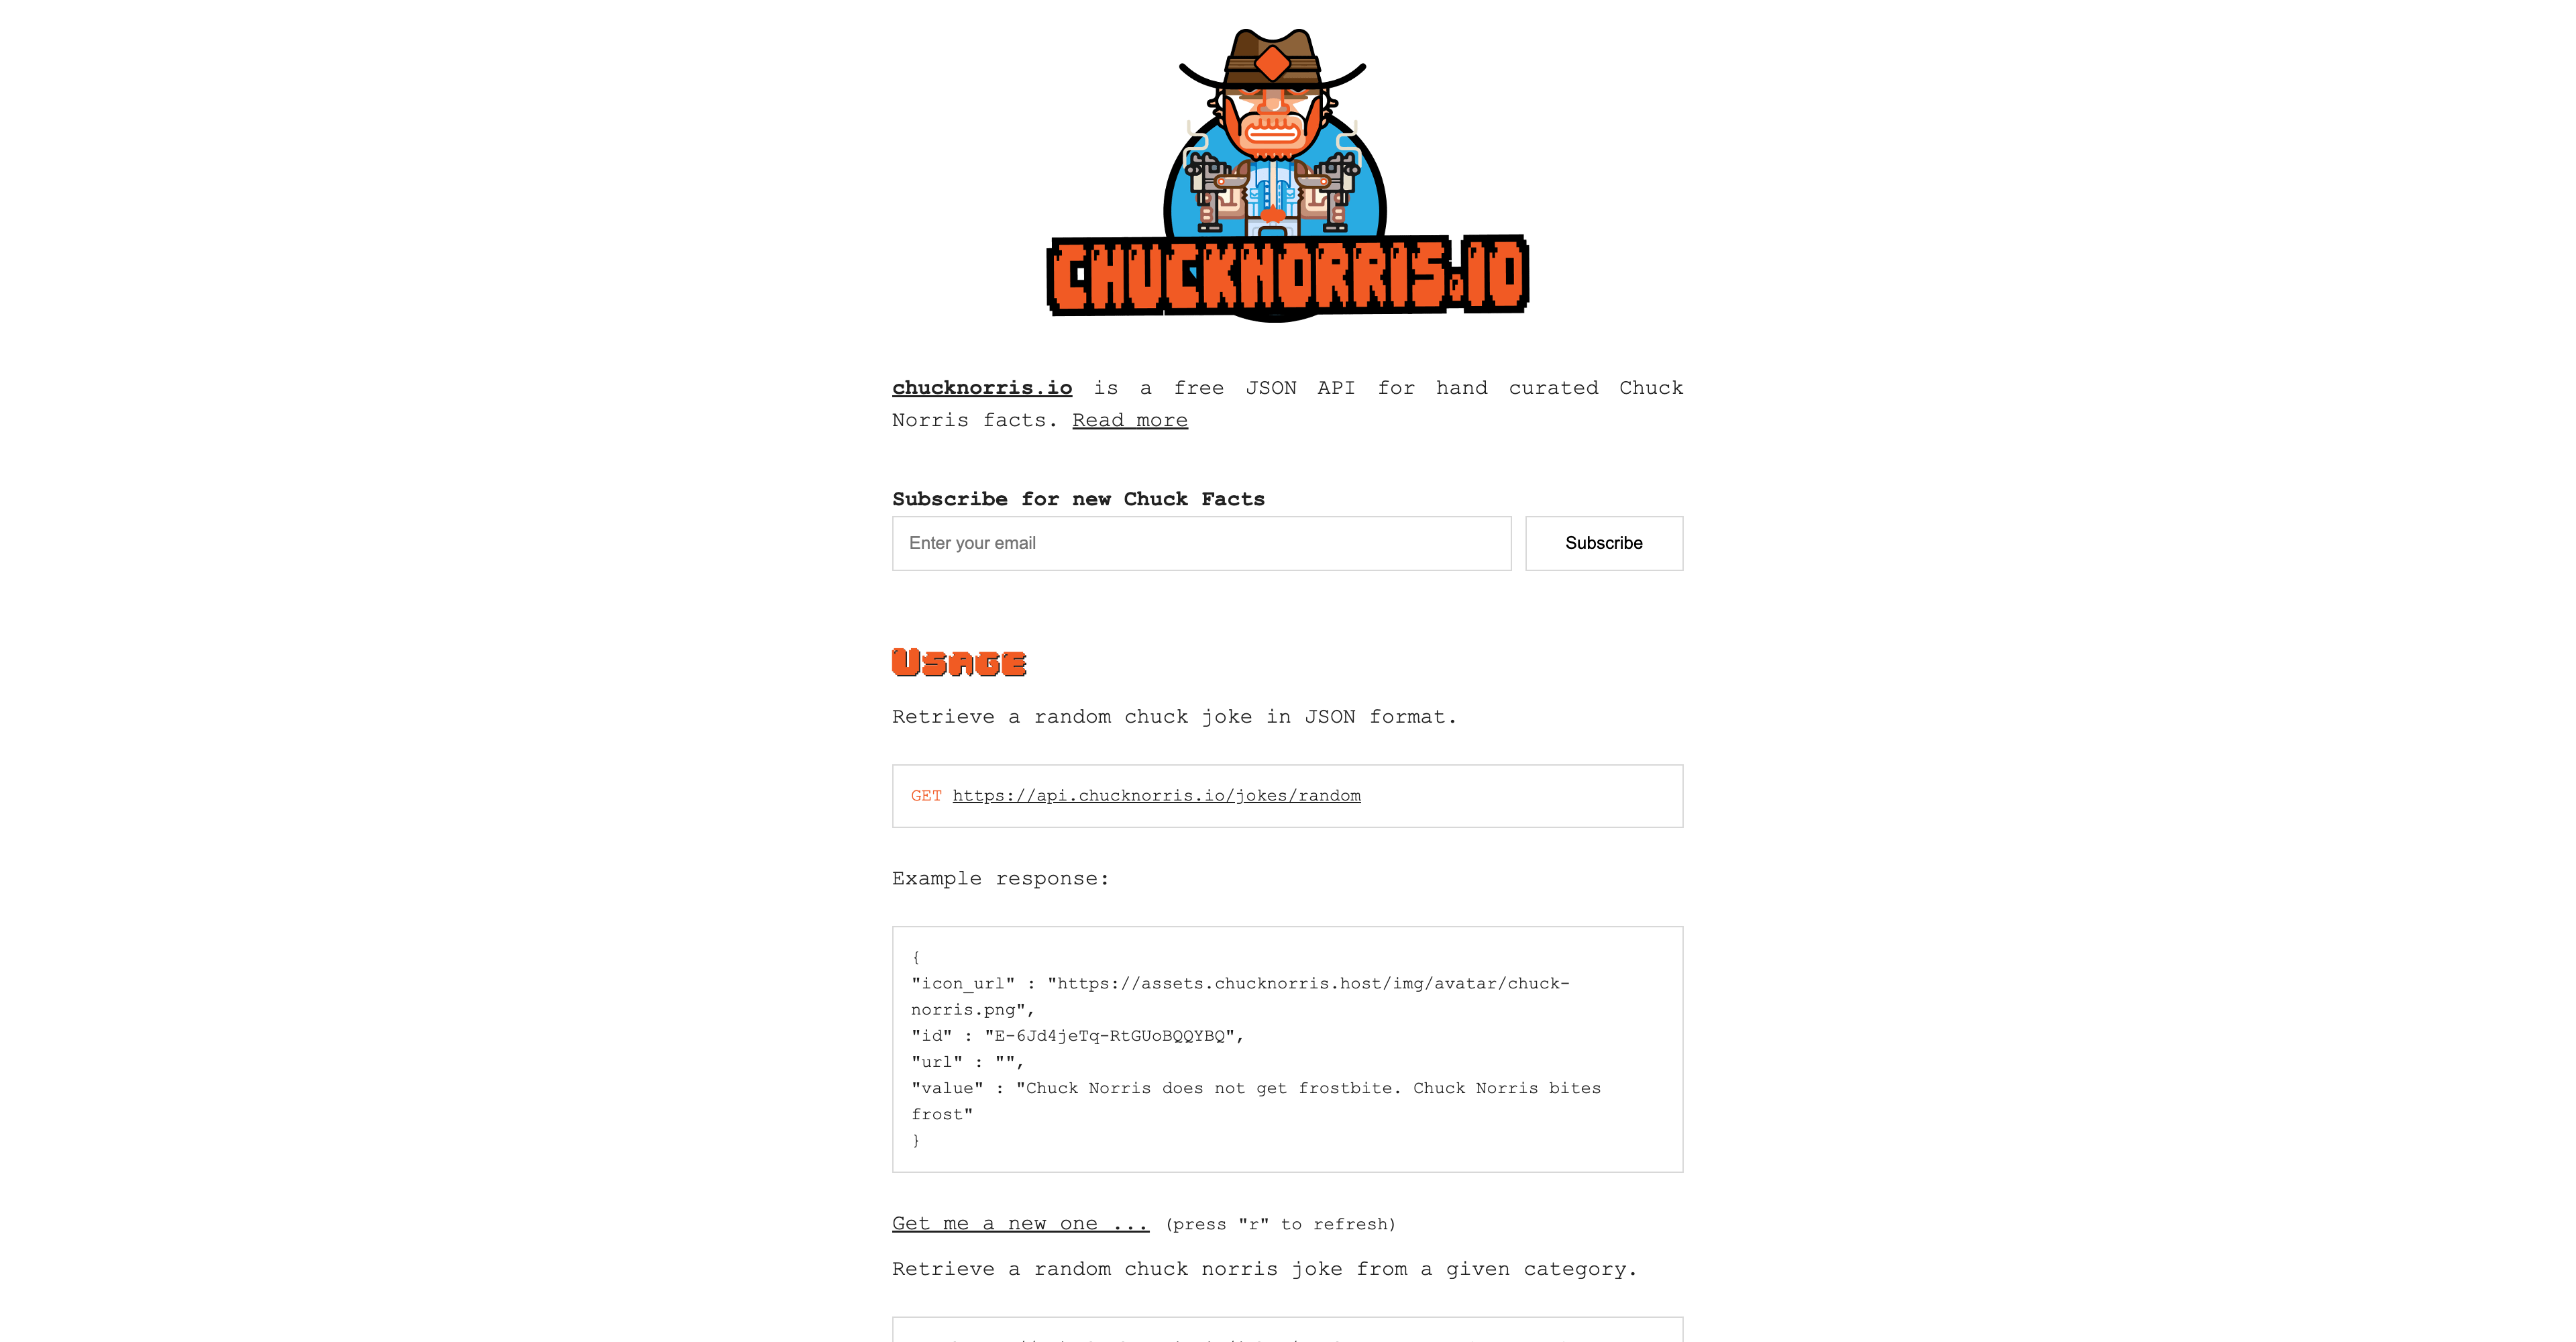 CHUCKNORRIS.IO
chucknorris.io is a free JSON API for hand curated Chuck
Norris facts. Read more
Subscribe for new Chuck Facts
Enter your email
Subscribe
Usage
Retrieve a random chuck joke in JSON format.
GET https://api.chucknorris.io/jokes/random
Example response:
{
"icon_url" : "https://assets.chucknorris.host/img/avatar/chuck-
norris.png",
"id" : "E-6Jd4jeTq-RtGUoBQQYBQ",
"url" : "",
"value" : "Chuck Norris does not get frostbite. Chuck Norris bites
frost"
}
Get me a new one ... (press "r" to refresh)
Retrieve a random chuck norris joke from a given category.